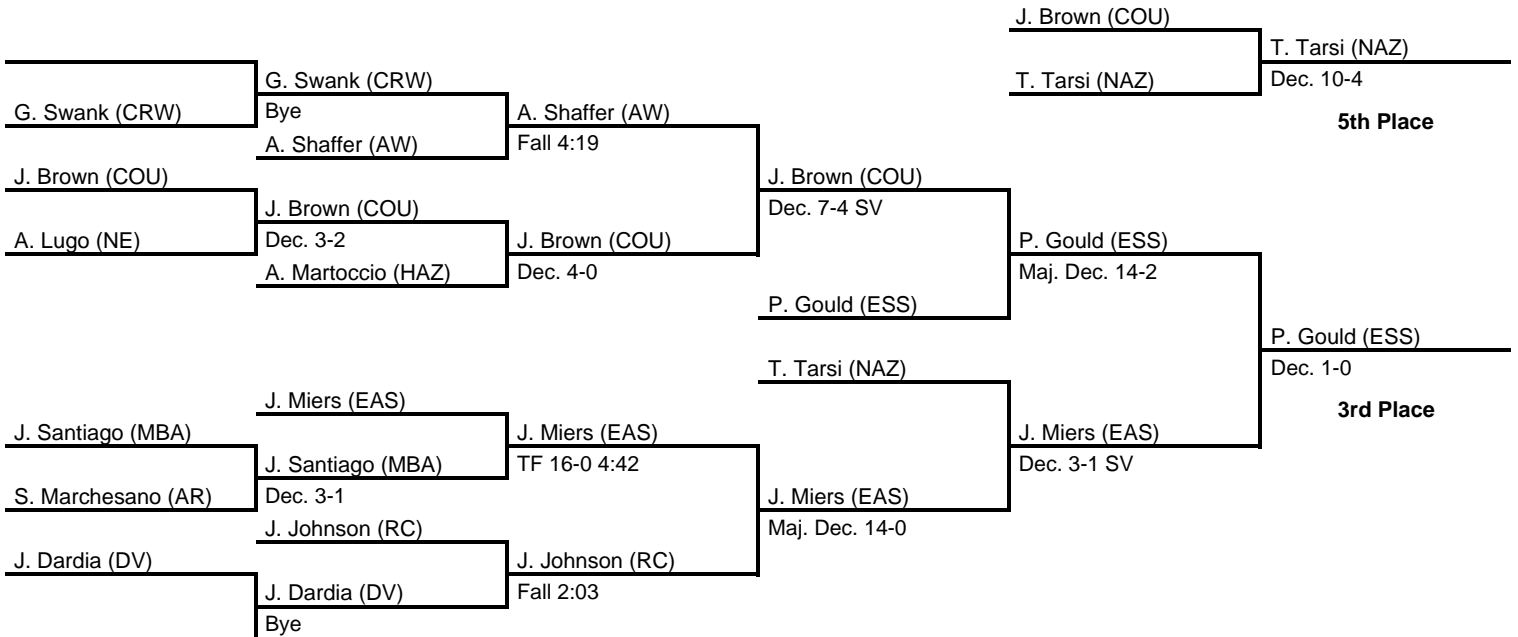 J. Brown (COU)
T. Tarsi (NAZ)
G. Swank (CRW)
T. Tarsi (NAZ)
Dec. 10-4
G. Swank (CRW)
Bye
A. Shaffer (AW)
5th Place
A. Shaffer (AW)
Fall 4:19
J. Brown (COU)
J. Brown (COU)
J. Brown (COU)
Dec. 7-4 SV
A. Lugo (NE)
Dec. 3-2
J. Brown (COU)
P. Gould (ESS)
A. Martoccio (HAZ)
Dec. 4-0
Maj. Dec. 14-2
P. Gould (ESS)
P. Gould (ESS)
T. Tarsi (NAZ)
Dec. 1-0
J. Miers (EAS)
3rd Place
J. Santiago (MBA)
J. Miers (EAS)
J. Miers (EAS)
J. Santiago (MBA)
TF 16-0 4:42
Dec. 3-1 SV
S. Marchesano (AR)
Dec. 3-1
J. Miers (EAS)
J. Johnson (RC)
Maj. Dec. 14-0
J. Dardia (DV)
J. Johnson (RC)
J. Dardia (DV)
Fall 2:03
Bye